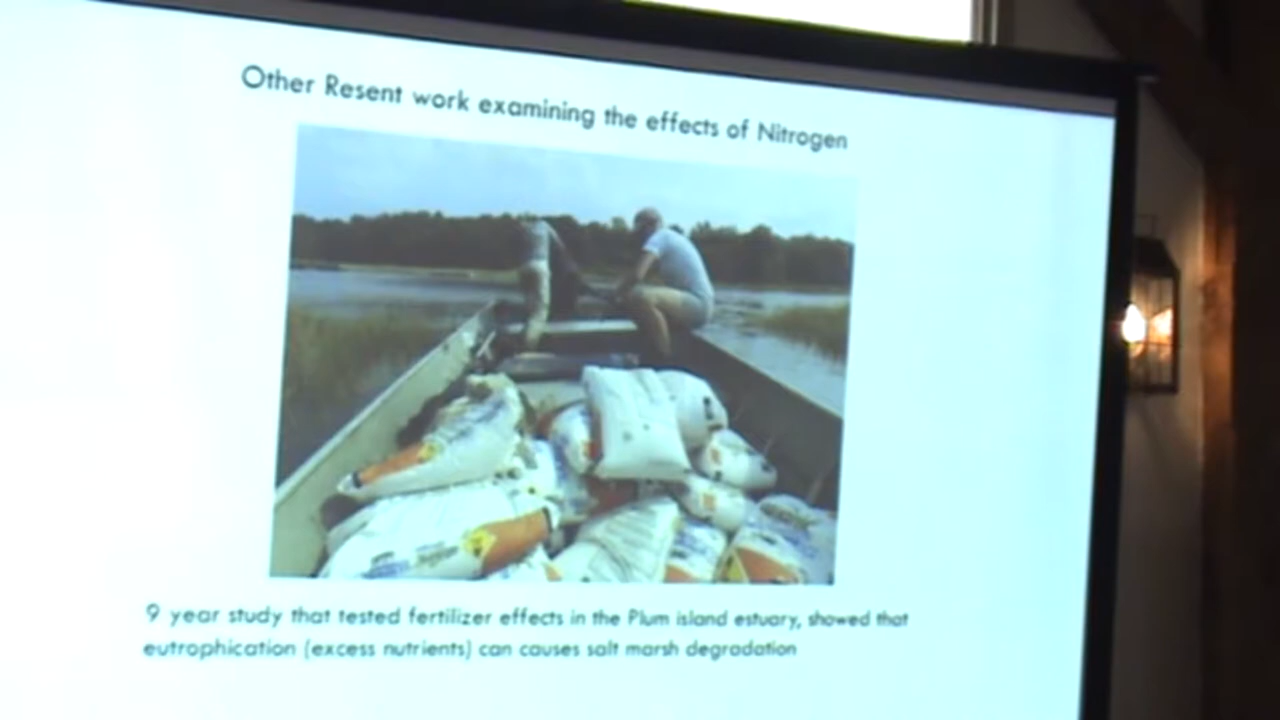 Other Resent work examining the effects of Nitrogen
9 year study that tested fertilizer effects in the Plum island estuary, showed that
eutrophication (excess nutrients) can causes salt marsh degradation